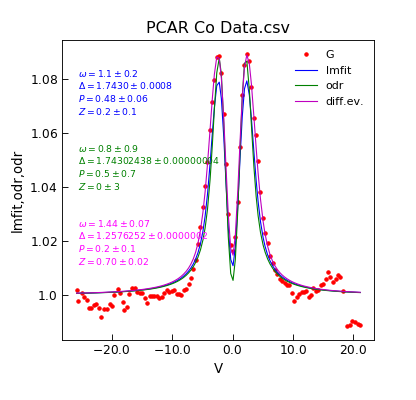 PCAR Co Data.csv
G
lmfit
odr
diff.ev.
ω = 1.1 ± 0.2
Δ = 1.7430 ± 0.0008
P = 0.48 ± 0.06
Z = 0.2 ± 0.1
ω = 0.8 ± 0.9
Δ = 1.74302438 ± 0.00000004
P = 0.5 ± 0.7
Z = 0 ± 3
ω = 1.44 ± 0.07
Δ = 1.2576252 ± 0.0000002
P = 0.2 ± 0.1
Z = 0.70 ± 0.02
lmfit,odr,odr
1.08
1.06
1.04
1.02
1.0
−20.0
−10.0
0.0
10.0
20.0
V